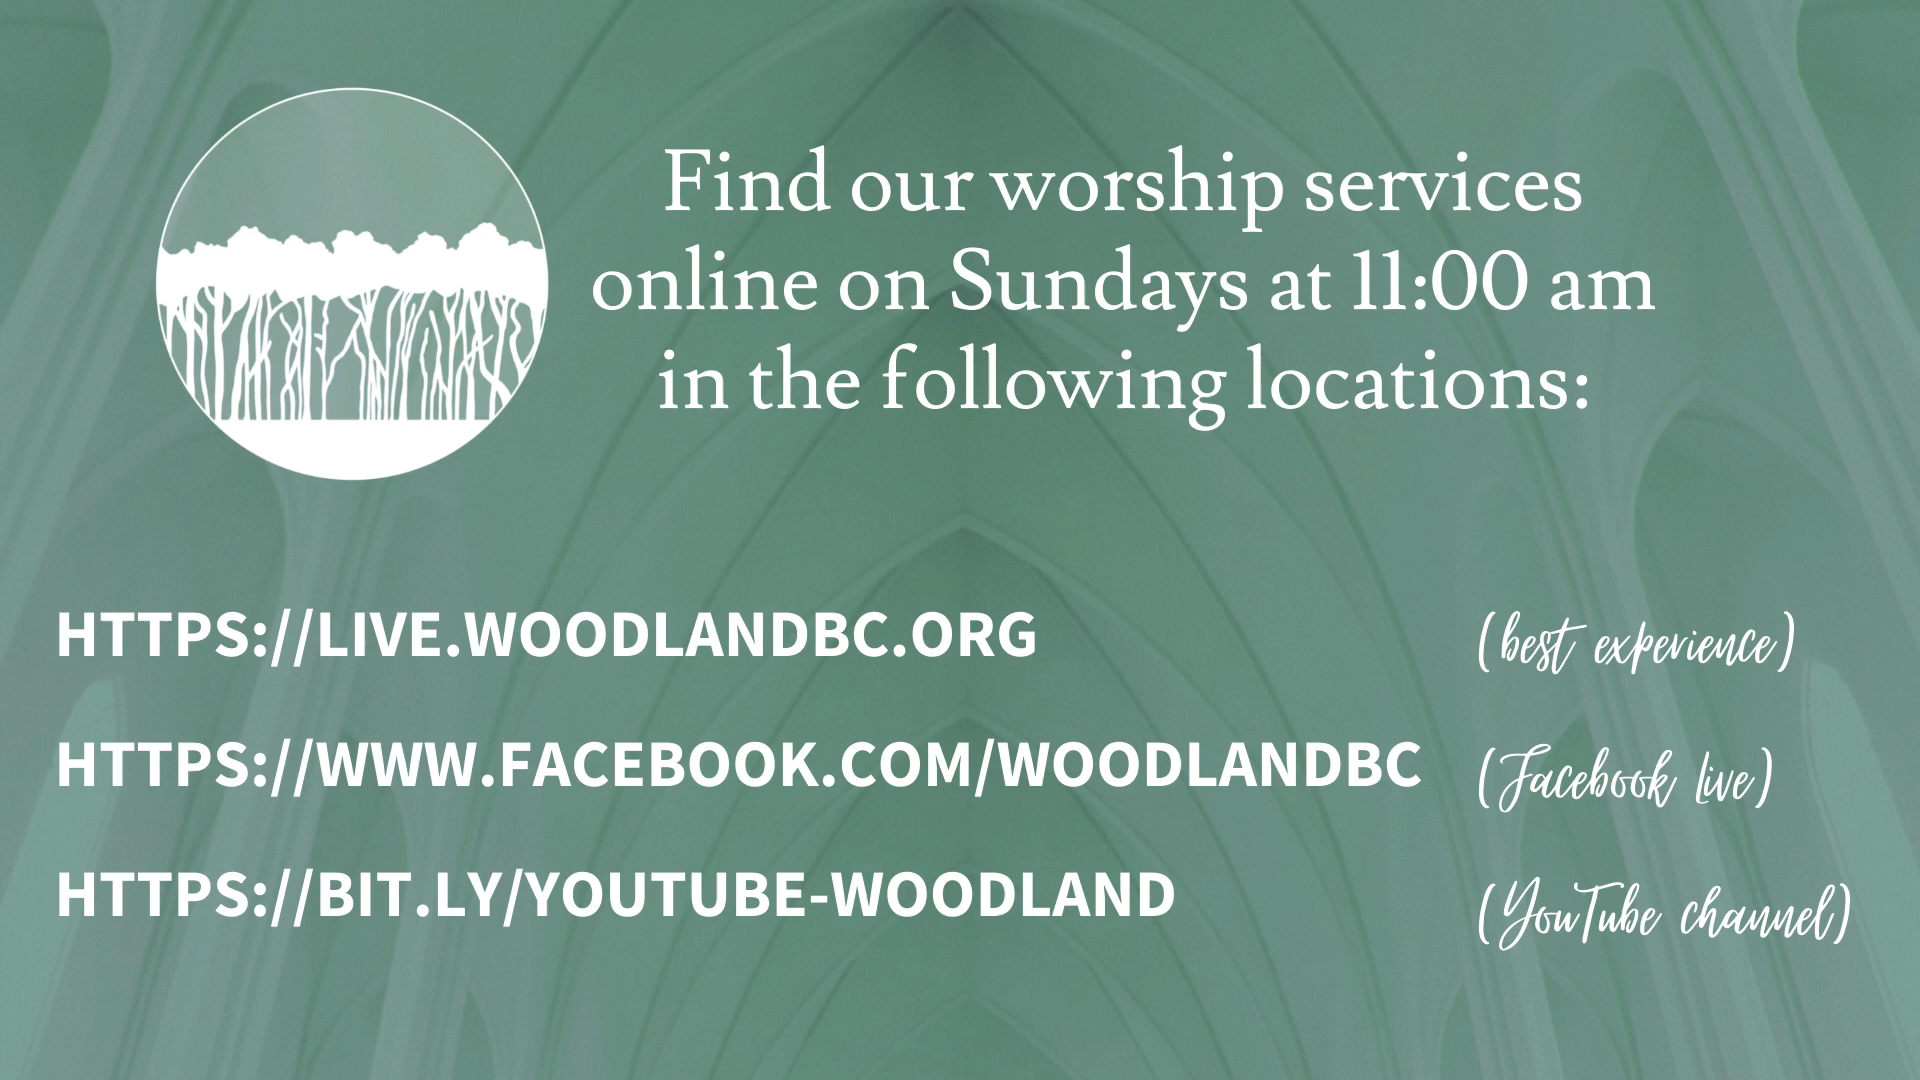 Find our worship services
online on Sundays at 11:00 am
in the following locations:
HTTPS://LIVE.WOODLANDBC.ORG (best experience)
HTTPS://WWW.FACEBOOK.COM/WOODLANDBC (Facebook live)
HTTPS://BIT.LY/YOUTUBE-WOODLAND (YouTube channel)